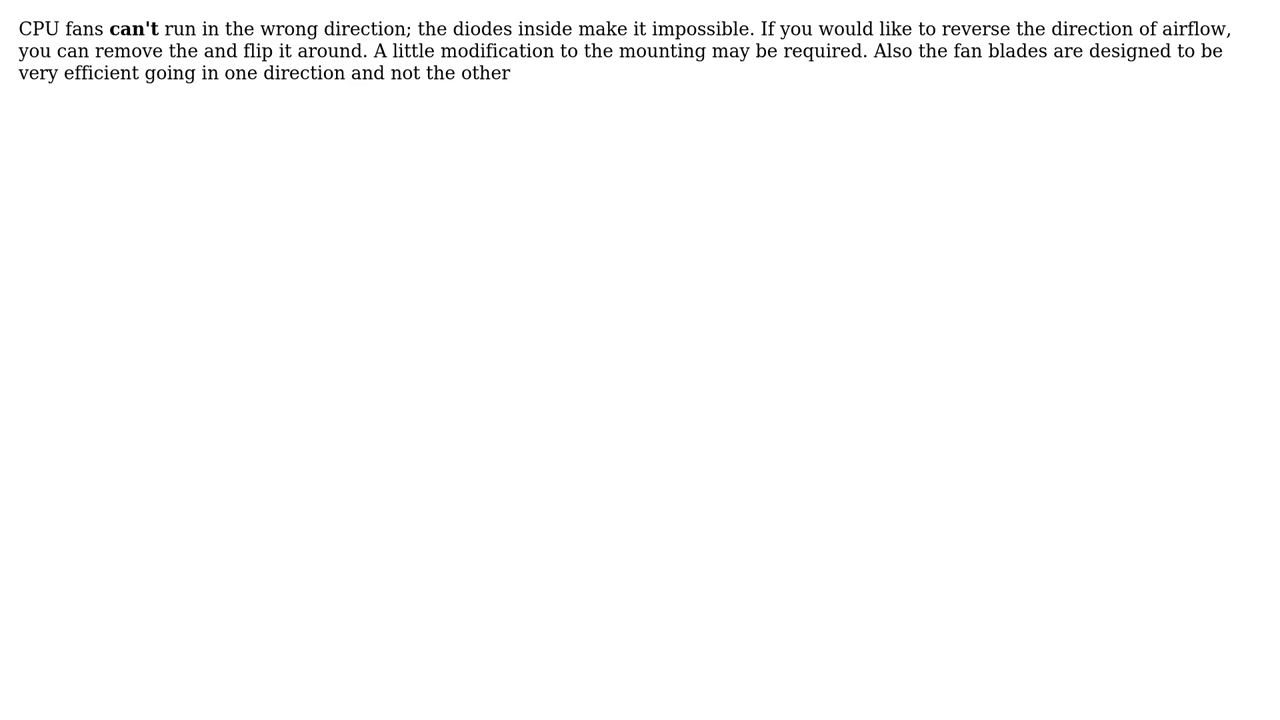 CPU fans can't run in the wrong direction; the diodes inside make it impossible. If you would like to reverse the direction of airflow,
you can remove the and flip it around. A little modification to the mounting may be required. Also the fan blades are designed to be
very efficient going in one direction and not the other